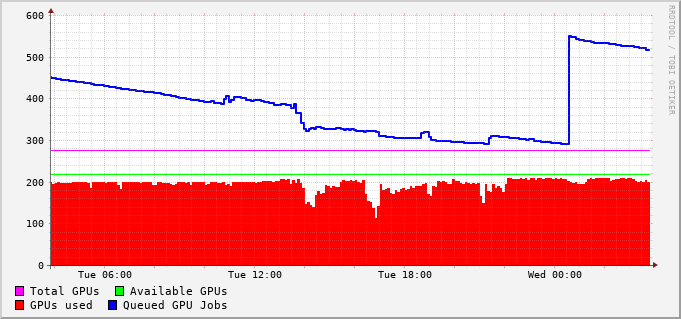 600
500
400
300
200
100
0
Tue 06:00 Tue 12:00 Tue 18:00 Wed 00:00
Total GPUs Available GPUs
GPUs used Queued GPU Jobs
RRDTOOL / TOBI OETIKER